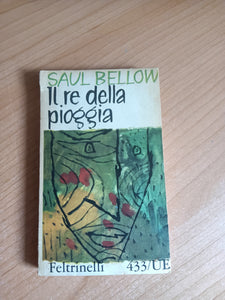 SAUL BELLOW
Il re della
pioggia
Feltrinelli 433/UE